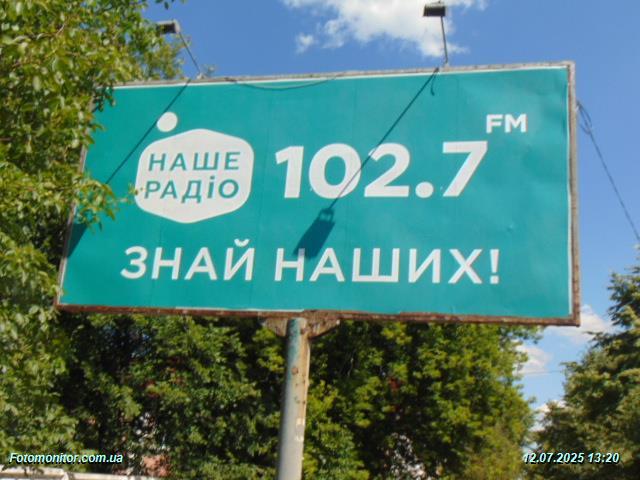 НАШЕ
РАДІО
102.7 FM
ЗНАЙ НАШИХ!
Fotomonitor.com.ua
12.07.2025 13:20